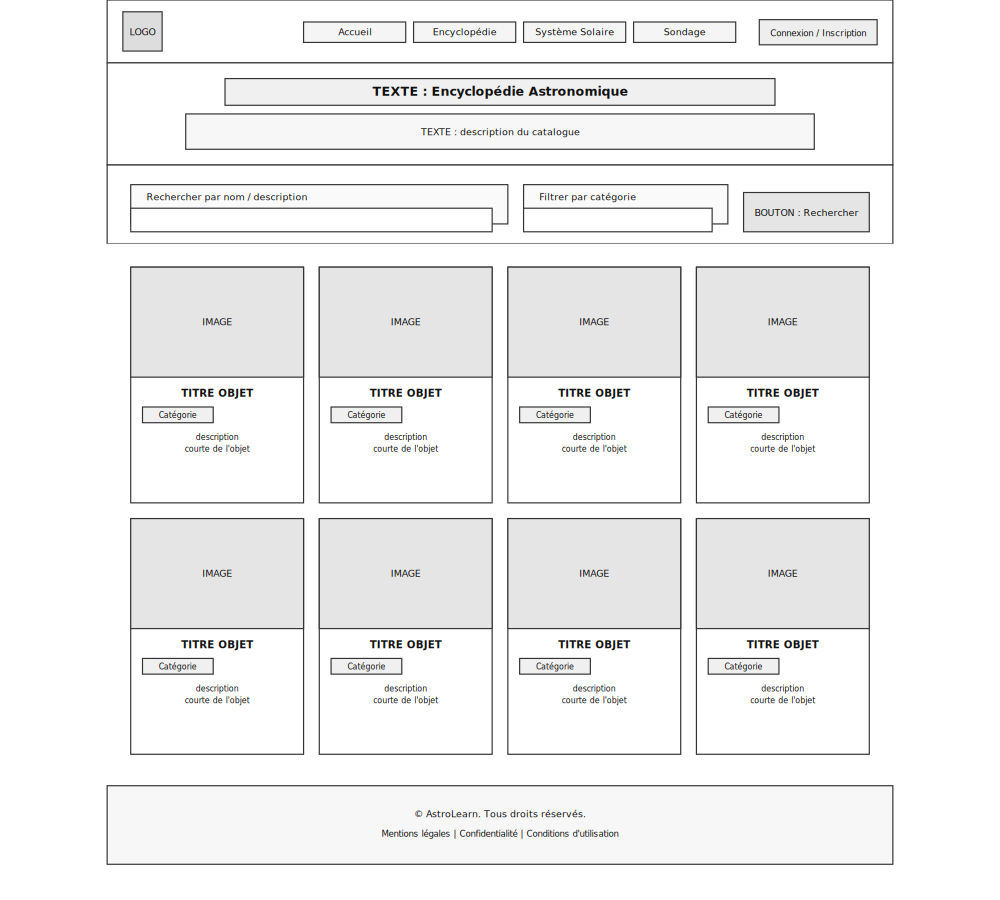 LOGO
Accueil
Encyclopédie
Système Solaire
Sondage
Connexion / Inscription
TEXTE : Encyclopédie Astronomique
TEXTE : description du catalogue
Rechercher par nom / description
Filtrer par catégorie
BOUTON : Rechercher
IMAGE
IMAGE
IMAGE
IMAGE
TITRE OBJET
TITRE OBJET
TITRE OBJET
TITRE OBJET
Catégorie
Catégorie
Catégorie
Catégorie
description
courte de l'objet
description
courte de l'objet
description
courte de l'objet
description
courte de l'objet
IMAGE
IMAGE
IMAGE
IMAGE
TITRE OBJET
TITRE OBJET
TITRE OBJET
TITRE OBJET
Catégorie
Catégorie
Catégorie
Catégorie
description
courte de l'objet
description
courte de l'objet
description
courte de l'objet
description
courte de l'objet
© AstroLearn. Tous droits réservés.
Mentions légales | Confidentialité | Conditions d'utilisation